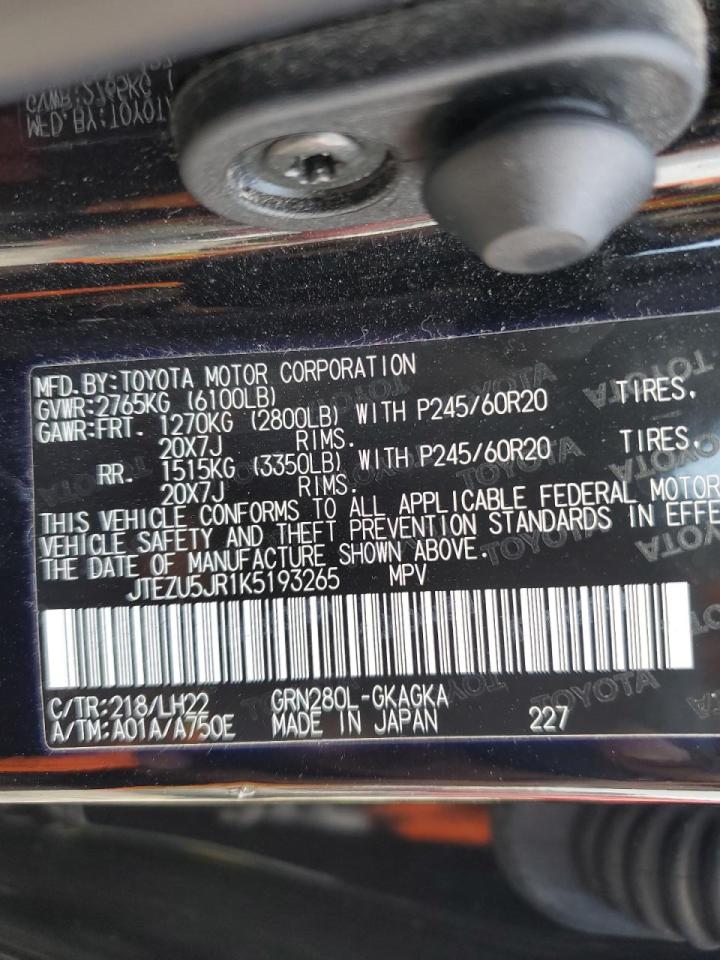 MFD.BY:TOYOTA MOTOR CORPORATION
GVWR:2765KG (6100LB)
GAWR:FRT. 1270KG (2800LB) WITH P245/60R20 TIRES.
20X7J RIMS.
RR. 1515KG (3350LB) WITH P245/60R20 TIRES.
20X7J RIMS.
THIS VEHICLE CONFORMS TO ALL APPLICABLE FEDERAL MOTOR
VEHICLE SAFETY AND THEFT PREVENTION STANDARDS IN EFFE
THE DATE OF MANUFACTURE SHOWN ABOVE.
JTEZU5JR1K5193265 MPV
C/TR:218/LH22 GRN280L-GKAGKA
A/TM:A01A/A750E MADE IN JAPAN 227